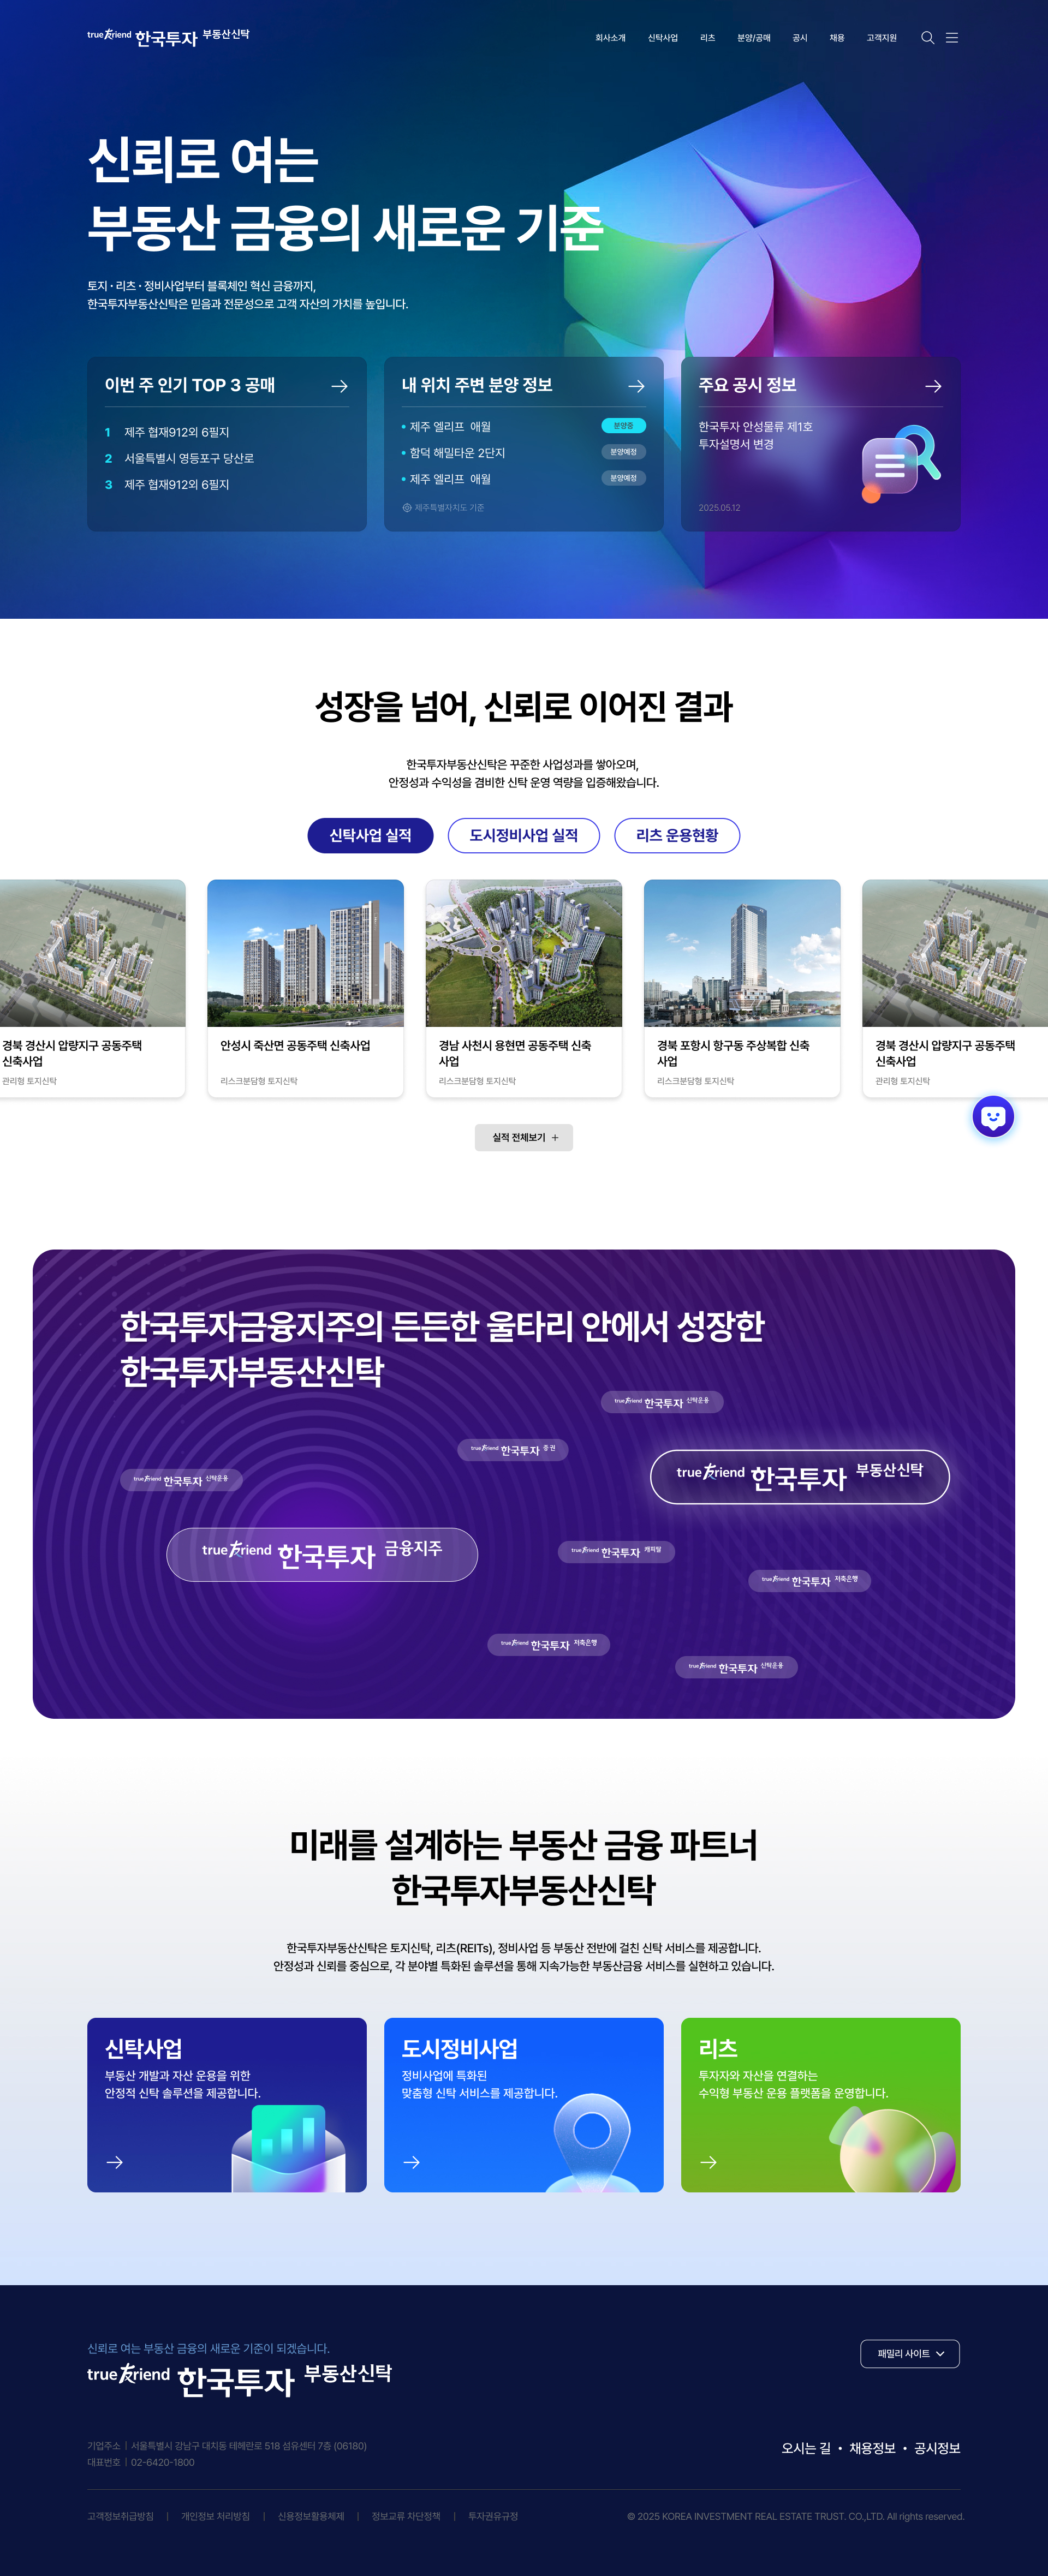 true friend 한국투자 부동산신탁
회사소개 신탁사업 리츠 분양/공매 공시 채용 고객지원
신뢰로 여는
부동산 금융의 새로운 기준
토지 · 리츠 · 정비사업부터 블록체인 혁신 금융까지,
한국투자부동산신탁은 믿음과 전문성으로 고객 자산의 가치를 높입니다.
이번 주 인기 TOP 3 공매
1 제주 협재912외 6필지
2 서울특별시 영등포구 당산로
3 제주 협재912외 6필지
내 위치 주변 분양 정보
• 제주 엘리프 애월 분양중
• 함덕 해밀타운 2단지 분양예정
• 제주 엘리프 애월 분양예정
제주특별자치도 기준
주요 공시 정보
한국투자 안성물류 제1호
투자설명서 변경
2025.05.12
성장을 넘어, 신뢰로 이어진 결과
한국투자부동산신탁은 꾸준한 사업성과를 쌓아오며,
안정성과 수익성을 겸비한 신탁 운영 역량을 입증해왔습니다.
신탁사업 실적 도시정비사업 실적 리츠 운용현황
경북 경산시 압량지구 공동주택
신축사업
관리형 토지신탁
안성시 죽산면 공동주택 신축사업
리스크분담형 토지신탁
경남 사천시 용현면 공동주택 신축
사업
리스크분담형 토지신탁
경북 포항시 항구동 주상복합 신축
사업
리스크분담형 토지신탁
경북 경산시 압량지구 공동주택
신축사업
관리형 토지신탁
실적 전체보기 +
한국투자금융지주의 든든한 울타리 안에서 성장한
한국투자부동산신탁
true friend 한국투자 신탁운용
true friend 한국투자 증권
true friend 한국투자 부동산신탁
true friend 한국투자 신탁운용
true friend 한국투자 금융지주
true friend 한국투자 캐피탈
true friend 한국투자 저축은행
true friend 한국투자 저축은행
true friend 한국투자 신탁운용
미래를 설계하는 부동산 금융 파트너
한국투자부동산신탁
한국투자부동산신탁은 토지신탁, 리츠(REITs), 정비사업 등 부동산 전반에 걸친 신탁 서비스를 제공합니다.
안정성과 신뢰를 중심으로, 각 분야별 특화된 솔루션을 통해 지속가능한 부동산금융 서비스를 실현하고 있습니다.
신탁사업
부동산 개발과 자산 운용을 위한
안정적 신탁 솔루션을 제공합니다.
도시정비사업
정비사업에 특화된
맞춤형 신탁 서비스를 제공합니다.
리츠
투자자와 자산을 연결하는
수익형 부동산 운용 플랫폼을 운영합니다.
신뢰로 여는 부동산 금융의 새로운 기준이 되겠습니다.
true friend 한국투자 부동산신탁
패밀리 사이트
기업주소 | 서울특별시 강남구 대치동 테헤란로 518 섬유센터 7층 (06180)
대표번호 | 02-6420-1800
오시는 길 • 채용정보 • 공시정보
고객정보취급방침 | 개인정보 처리방침 | 신용정보활용체제 | 정보교류 차단정책 | 투자권유규정
© 2025 KOREA INVESTMENT REAL ESTATE TRUST. CO.,LTD. All rights reserved.